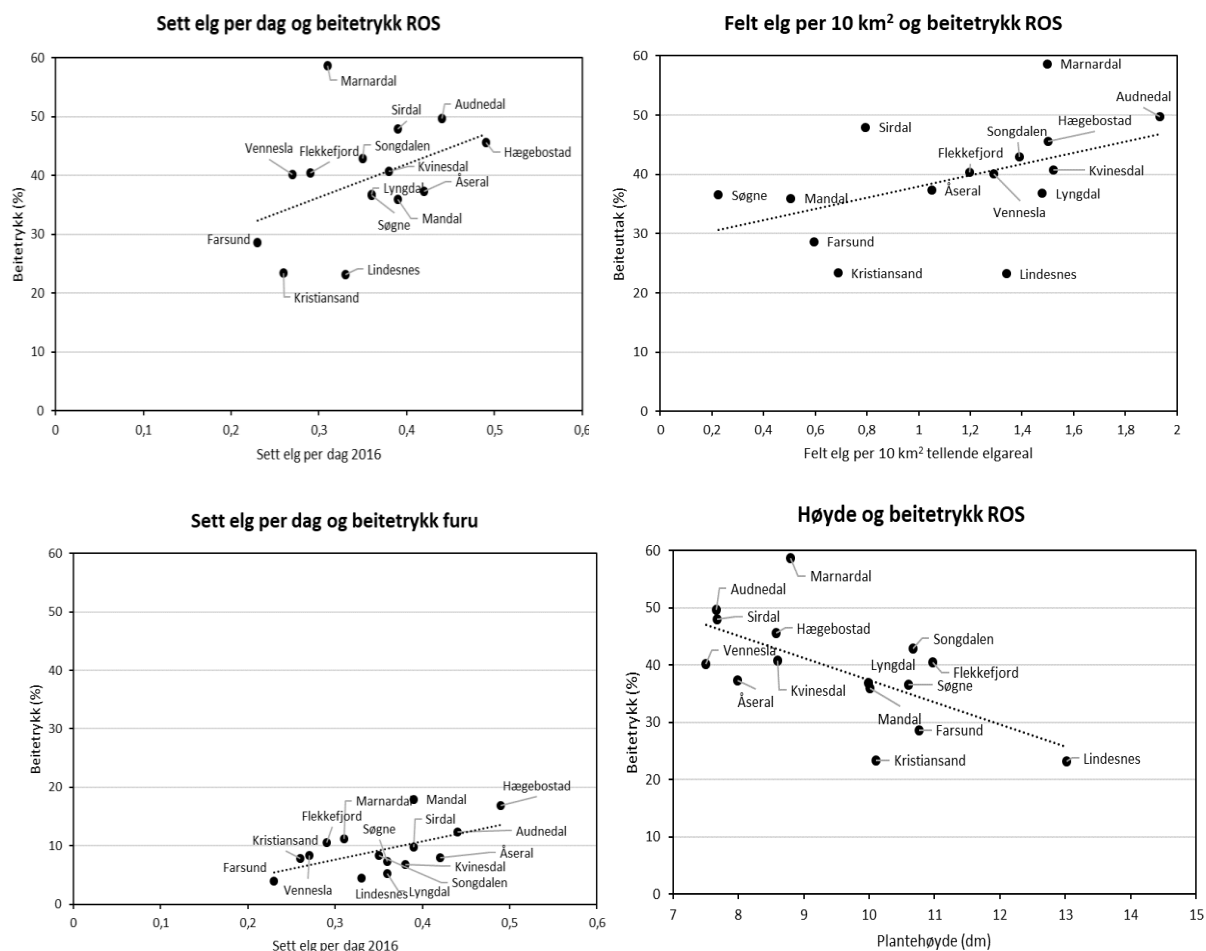 Sett elg per dag og beitetrykk ROS
Beitetrykk (%)
60
50
40
30
20
10
0
Marnardal
Sirdal
Audnedal
Vennesla
Flekkefjord
Songdalen
Hægebostad
Kvinesdal
Lyngdal
Åseral
Søgne
Mandal
Farsund
Lindesnes
Kristiansand
0
0,1
0,2
0,3
0,4
0,5
0,6
Sett elg per dag 2016
Felt elg per 10 km² og beitetrykk ROS
Beiteuttak (%)
60
50
40
30
20
10
0
Marnardal
Audnedal
Hægebostad
Sirdal
Songdalen
Flekkefjord
Kvinesdal
Søgne
Mandal
Åseral
Lyngdal
Vennesla
Farsund
Kristiansand
Lindesnes
0
0,2
0,4
0,6
0,8
1
1,2
1,4
1,6
1,8
2
Felt elg per 10 km² tellende elgareal
Sett elg per dag og beitetrykk furu
Beitetrykk (%)
60
50
40
30
20
10
0
Hægebostad
Marnardal
Mandal
Flekkefjord
Sirdal
Søgne
Audnedal
Kristiansand
Åseral
Farsund
Kvinesdal
Vennesla
Songdalen
Lindesnes
Lyngdal
0
0,1
0,2
0,3
0,4
0,5
0,6
Sett elg per dag 2016
Høyde og beitetrykk ROS
Beitetrykk (%)
60
50
40
30
20
10
0
Marnardal
Audnedal
Sirdal
Hægebostad
Songdalen
Vennesla
Lyngdal
Flekkefjord
Kvinesdal
Søgne
Åseral
Mandal
Farsund
Kristiansand
Lindesnes
7
8
9
10
11
12
13
14
15
Plantehøyde (dm)